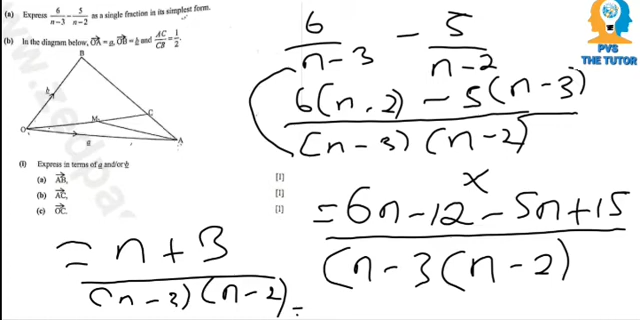 (a) Express 6/(n−3) − 5/(n−2) as a single fraction in its simplest form.
(b) In the diagram below, OA⃗ = a, OB⃗ = b and AC/CB = 1/2.
B
b
C
M
O
a
A
(i) Express in terms of a and/or b
(a) AB⃗, [1]
(b) AC⃗, [1]
(c) OC⃗. [1]
6/(n-3) - 5/(n-2)
6(n-2) - 5(n-3)/(n-3)(n-2)
x
= 6n-12-5n+15/(n-3(n-2)
= n+3/(n-3)(n-2)
PVS
THE TUTOR